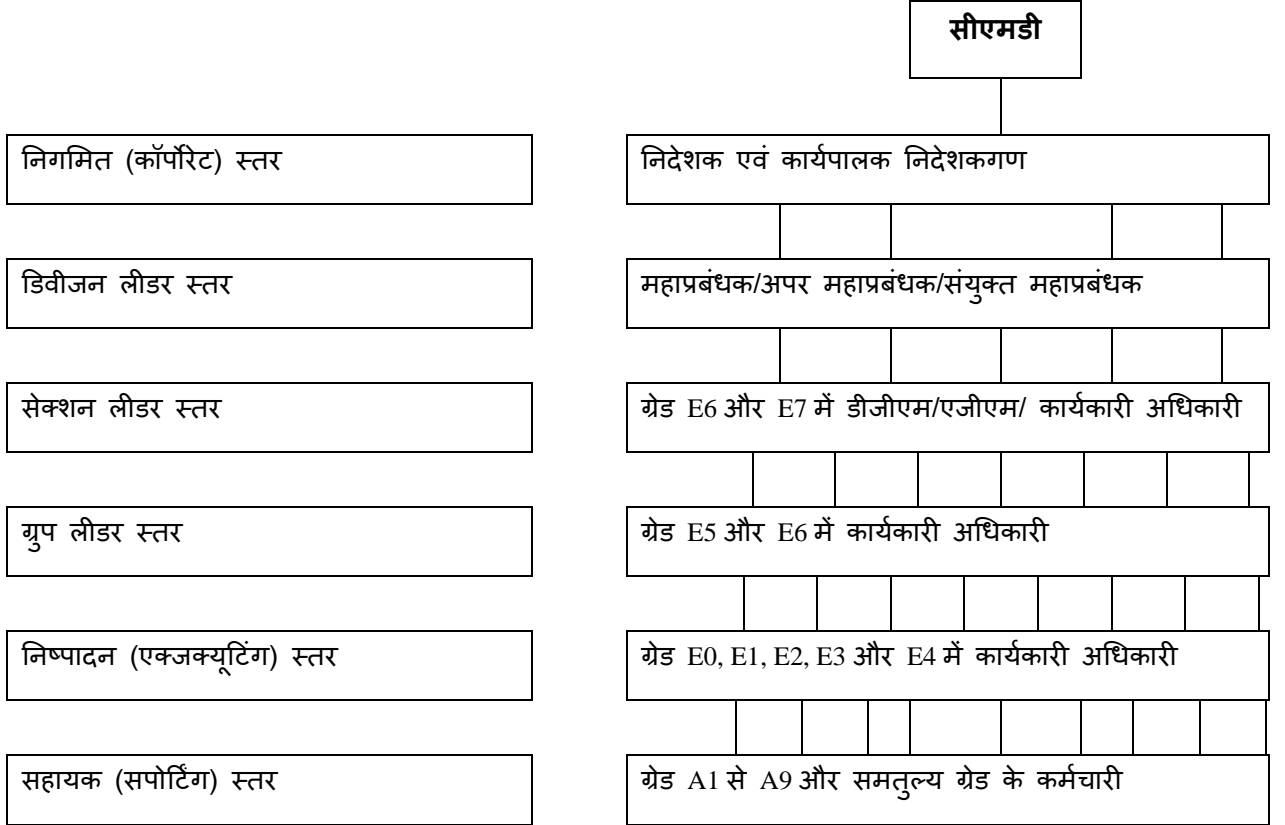 सीएमडी
निगमित (कॉर्पोरेट) स्तर
निदेशक एवं कार्यपालक निदेशकगण
डिवीजन लीडर स्तर
महाप्रबंधक/अपर महाप्रबंधक/संयुक्त महाप्रबंधक
सेक्शन लीडर स्तर
ग्रेड E6 और E7 में डीजीएम/एजीएम/ कार्यकारी अधिकारी
ग्रुप लीडर स्तर
ग्रेड E5 और E6 में कार्यकारी अधिकारी
निष्पादन (एक्जक्यूटिंग) स्तर
ग्रेड E0, E1, E2, E3 और E4 में कार्यकारी अधिकारी
सहायक (सपोर्टिंग) स्तर
ग्रेड A1 से A9 और समतुल्य ग्रेड के कर्मचारी